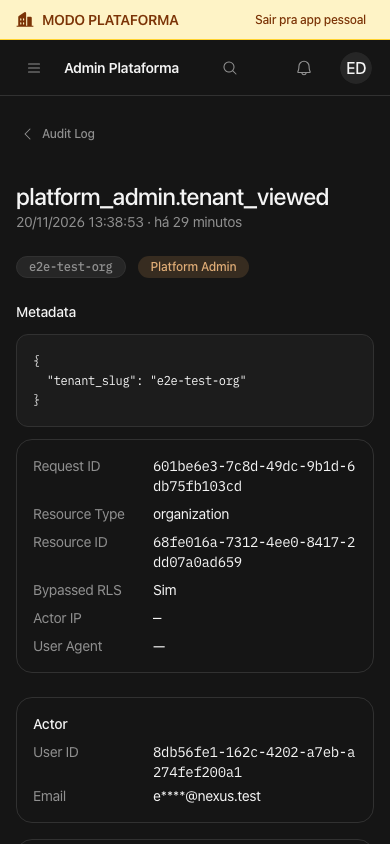 MODO PLATAFORMA
Sair pra app pessoal
Admin Plataforma
ED
Audit Log
platform_admin.tenant_viewed
20/11/2026 13:38:53 · há 29 minutos
e2e-test-org
Platform Admin
Metadata
{
"tenant_slug": "e2e-test-org"
}
Request ID
601be6e3-7c8d-49dc-9b1d-6
db75fb103cd
Resource Type
organization
Resource ID
68fe016a-7312-4ee0-8417-2
dd07a0ad659
Bypassed RLS
Sim
Actor IP
—
User Agent
—
Actor
User ID
8db56fe1-162c-4202-a7eb-a
274fef200a1
Email
e****@nexus.test